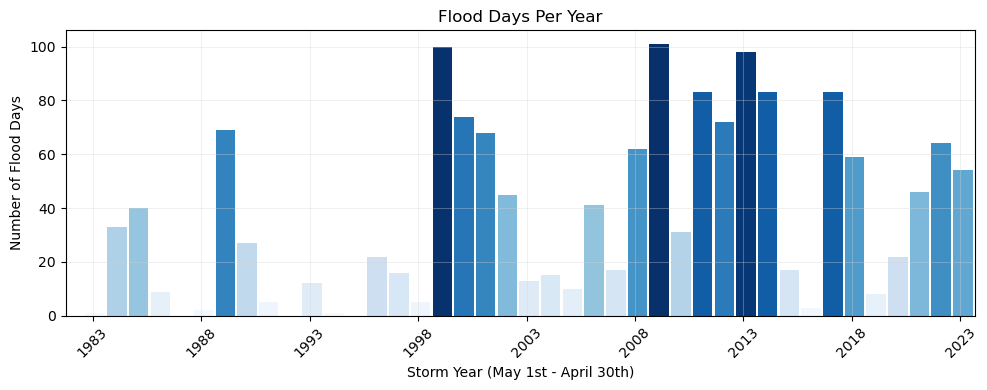 Flood Days Per Year
Number of Flood Days
100
80
60
40
20
0
1983 1988 1993 1998 2003 2008 2013 2018 2023
Storm Year (May 1st - April 30th)